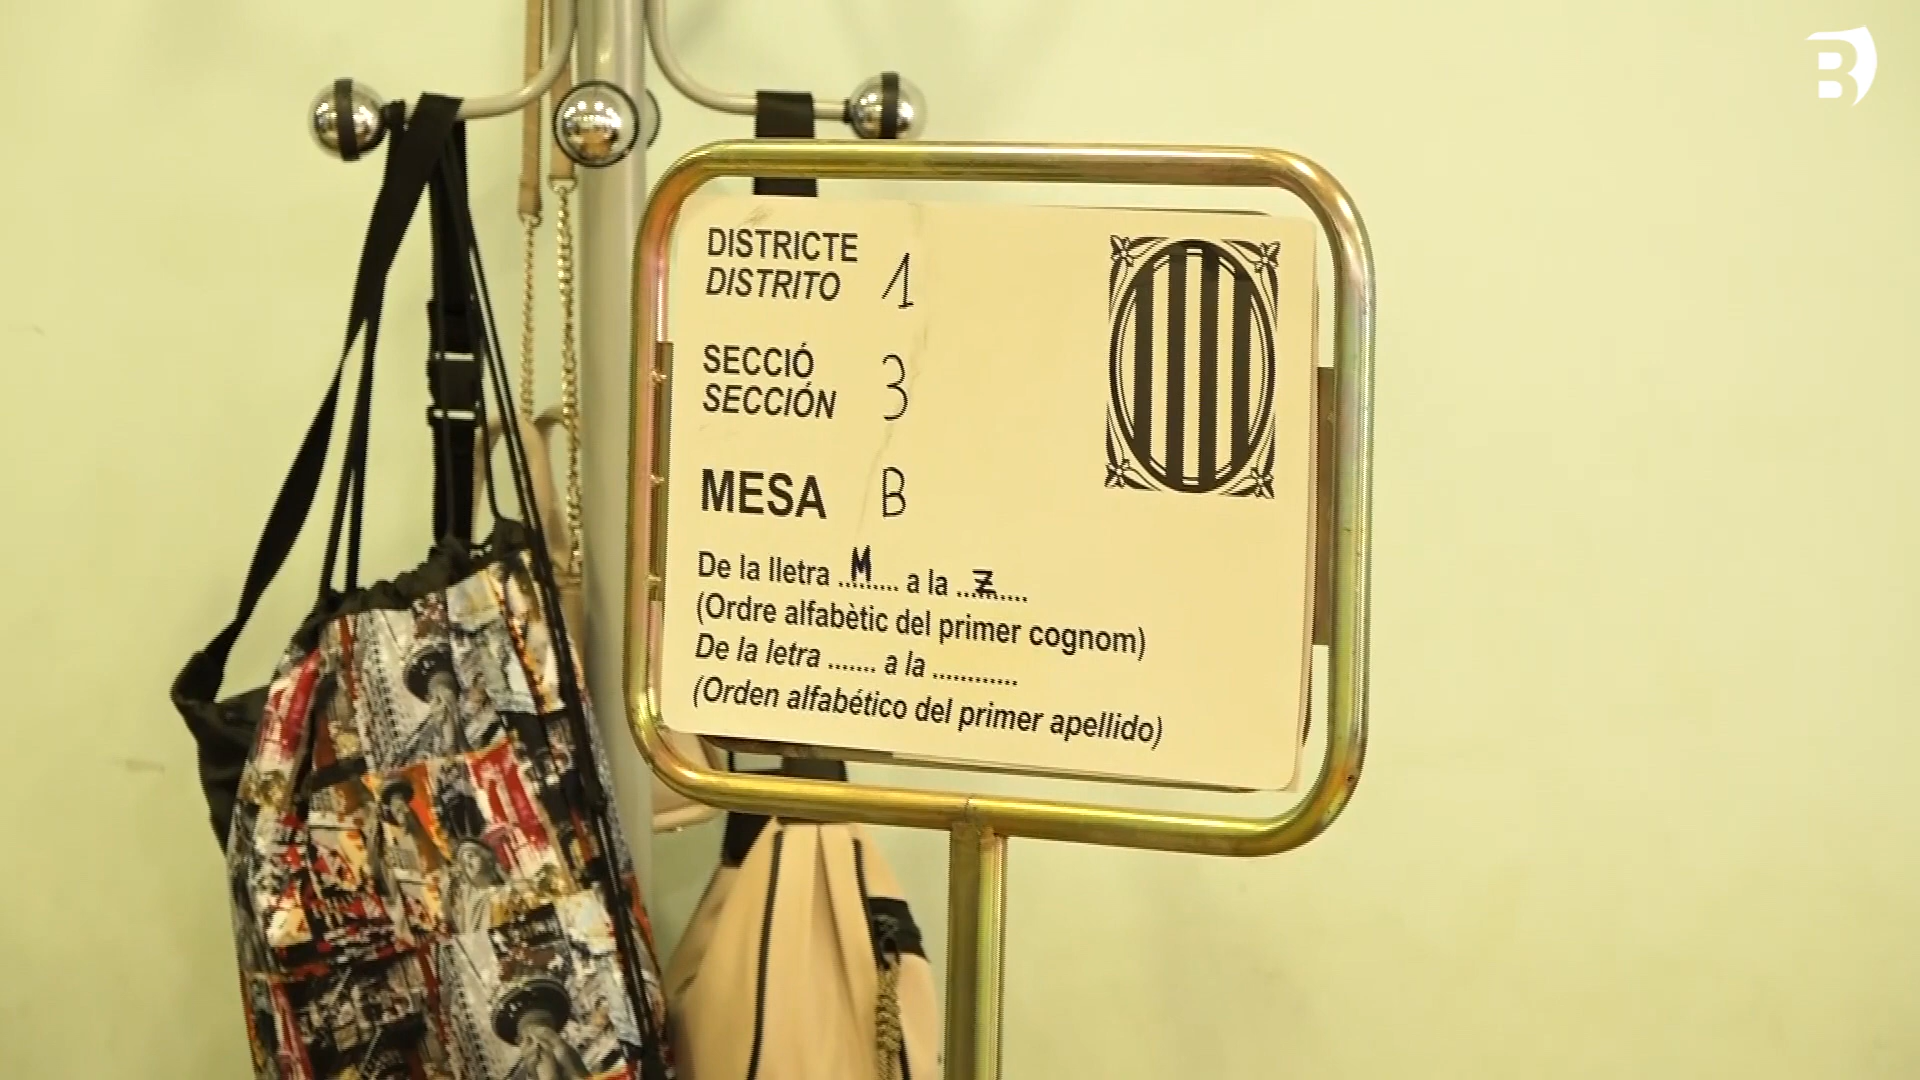 B
DISTRICTE
DISTRITO 1
SECCIÓ
SECCIÓN 3
MESA B
De la lletra ...M... a la ...Z....
(Ordre alfabètic del primer cognom)
De la letra ....... a la ............
(Orden alfabético del primer apellido)